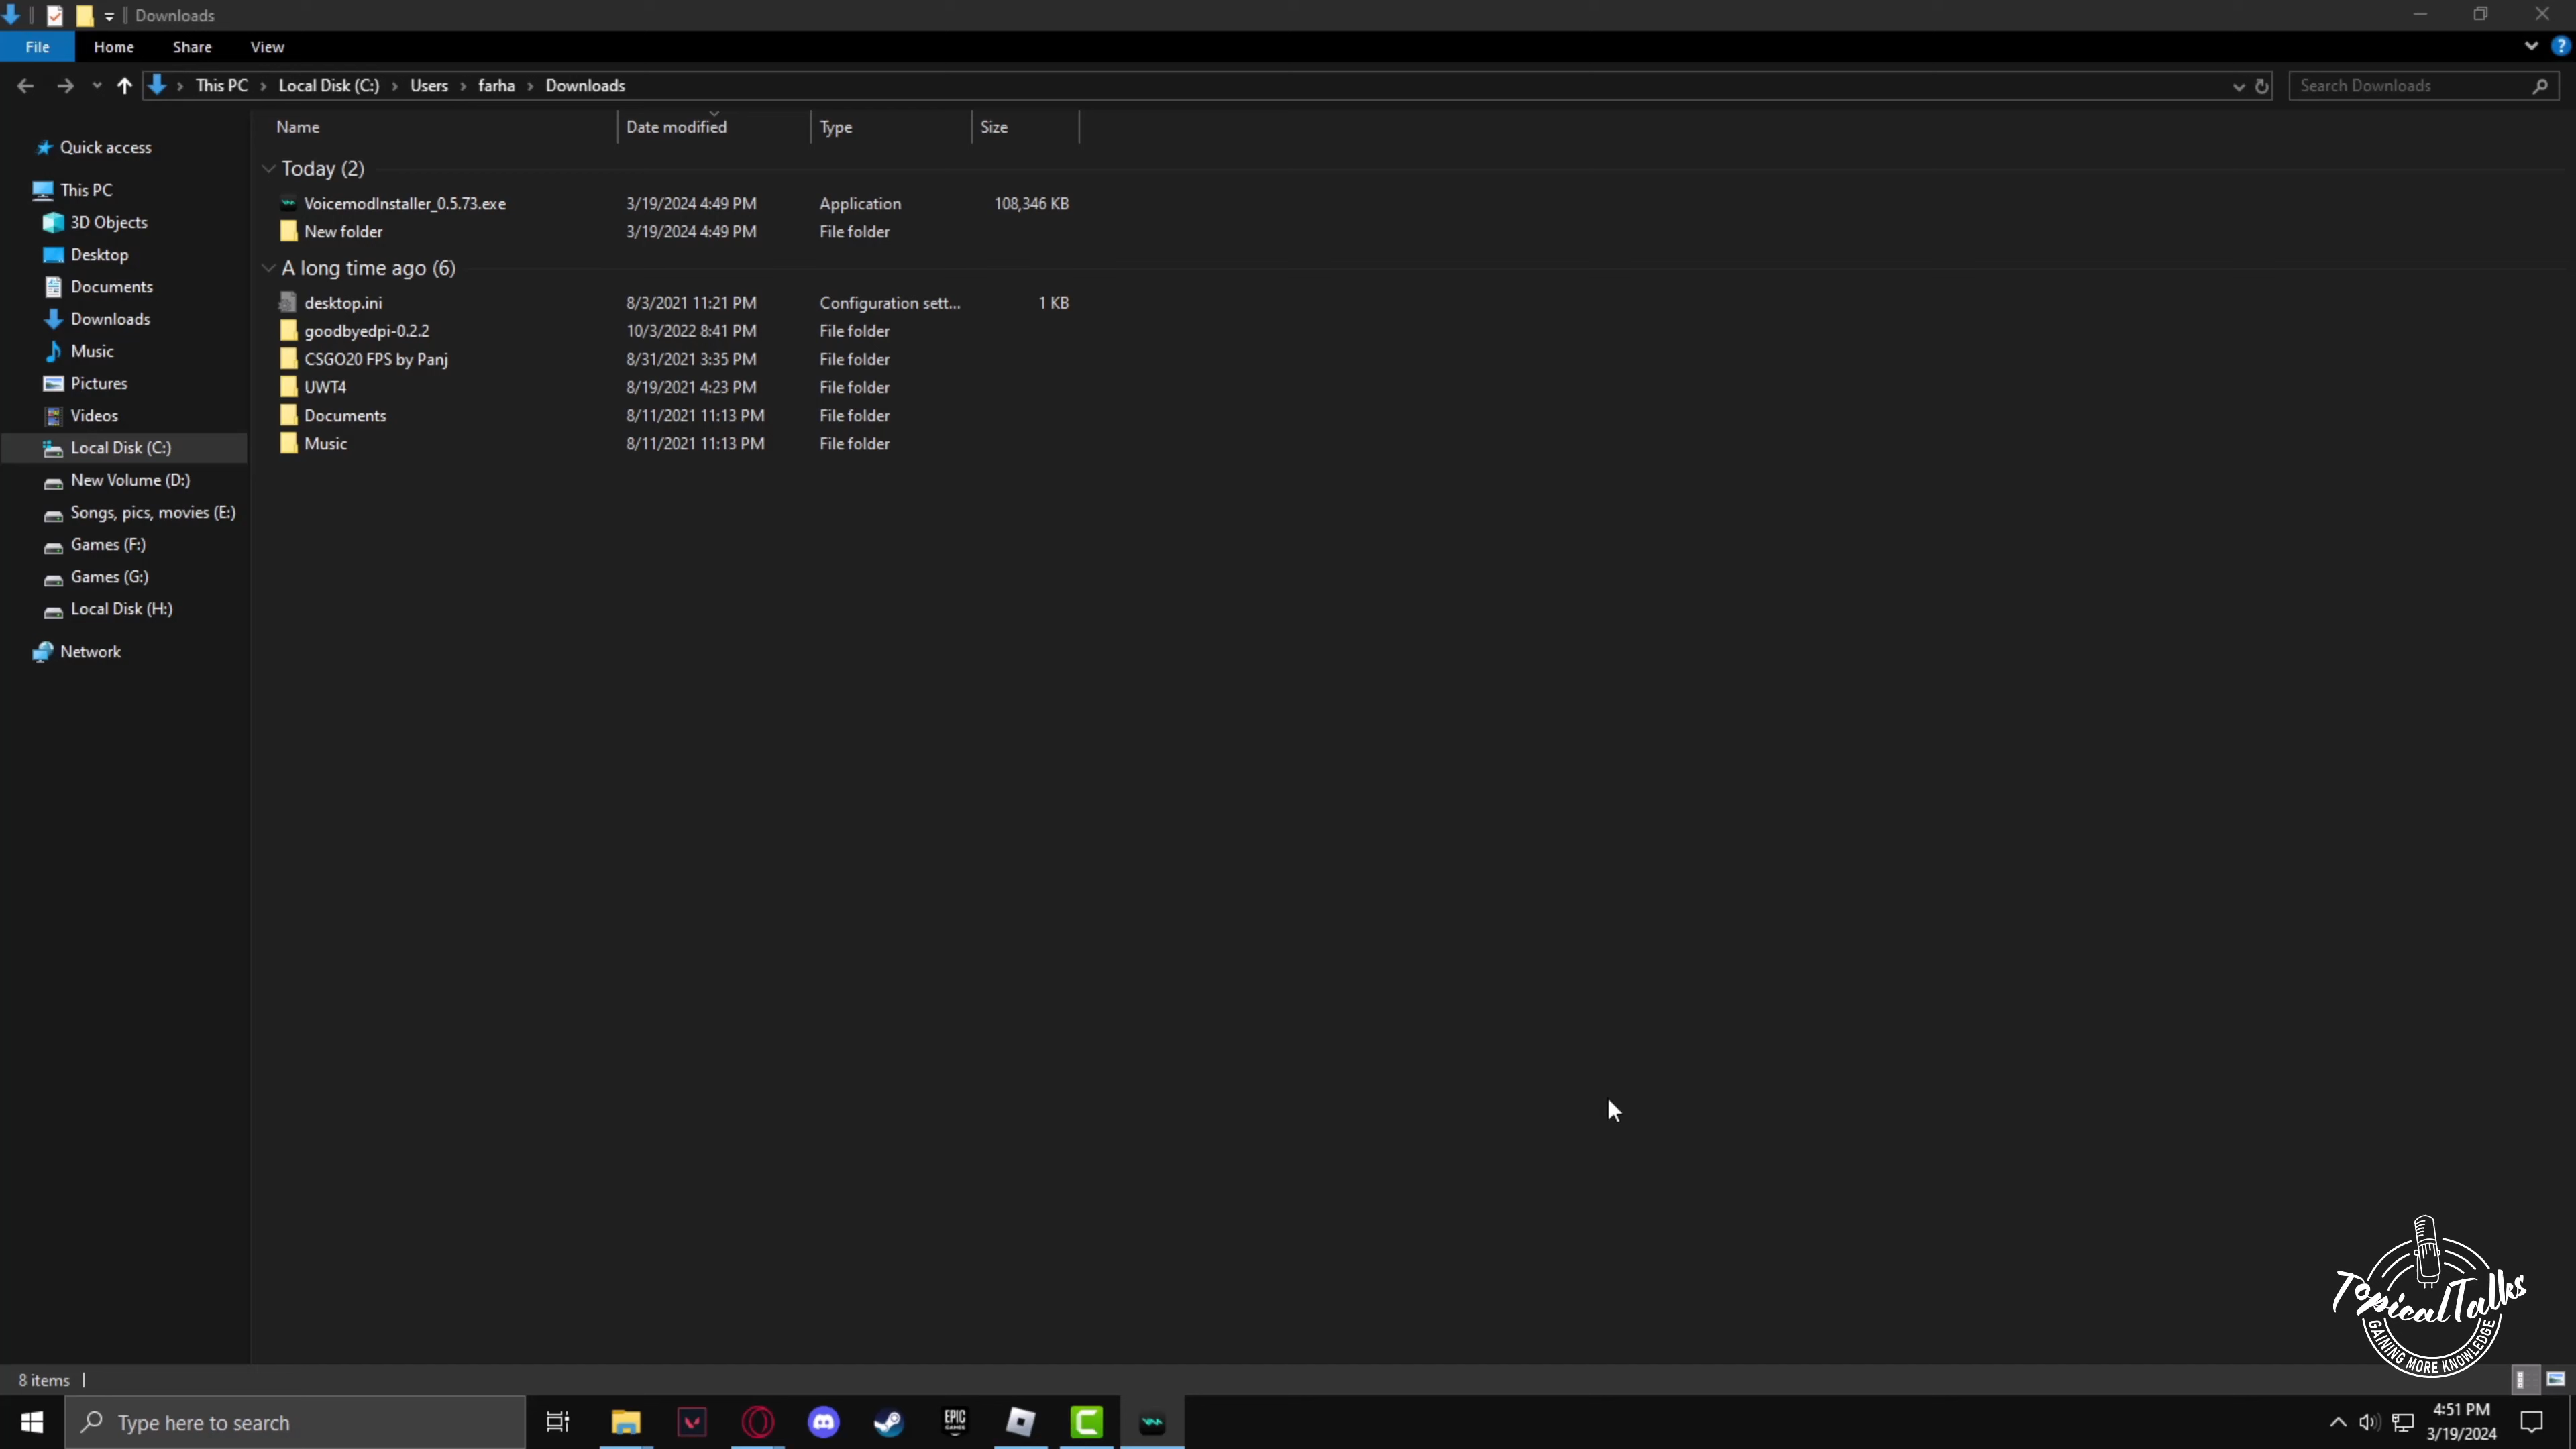 Downloads
File Home Share View
This PC Local Disk (C:) Users farha Downloads
Search Downloads
Name Date modified Type Size
Quick access
This PC
3D Objects
Desktop
Documents
Downloads
Music
Pictures
Videos
Local Disk (C:)
New Volume (D:)
Songs, pics, movies (E:)
Games (F:)
Games (G:)
Local Disk (H:)
Network
Today (2)
VoicemodInstaller_0.5.73.exe 3/19/2024 4:49 PM Application 108,346 KB
New folder 3/19/2024 4:49 PM File folder
A long time ago (6)
desktop.ini 8/3/2021 11:21 PM Configuration sett... 1 KB
goodbyedpi-0.2.2 10/3/2022 8:41 PM File folder
CSGO20 FPS by Panj 8/31/2021 3:35 PM File folder
UWT4 8/19/2021 4:23 PM File folder
Documents 8/11/2021 11:13 PM File folder
Music 8/11/2021 11:13 PM File folder
TopicalTalks
GAINING MORE KNOWLEDGE
8 items
Type here to search
EPIC
GAMES
4:51 PM
3/19/2024